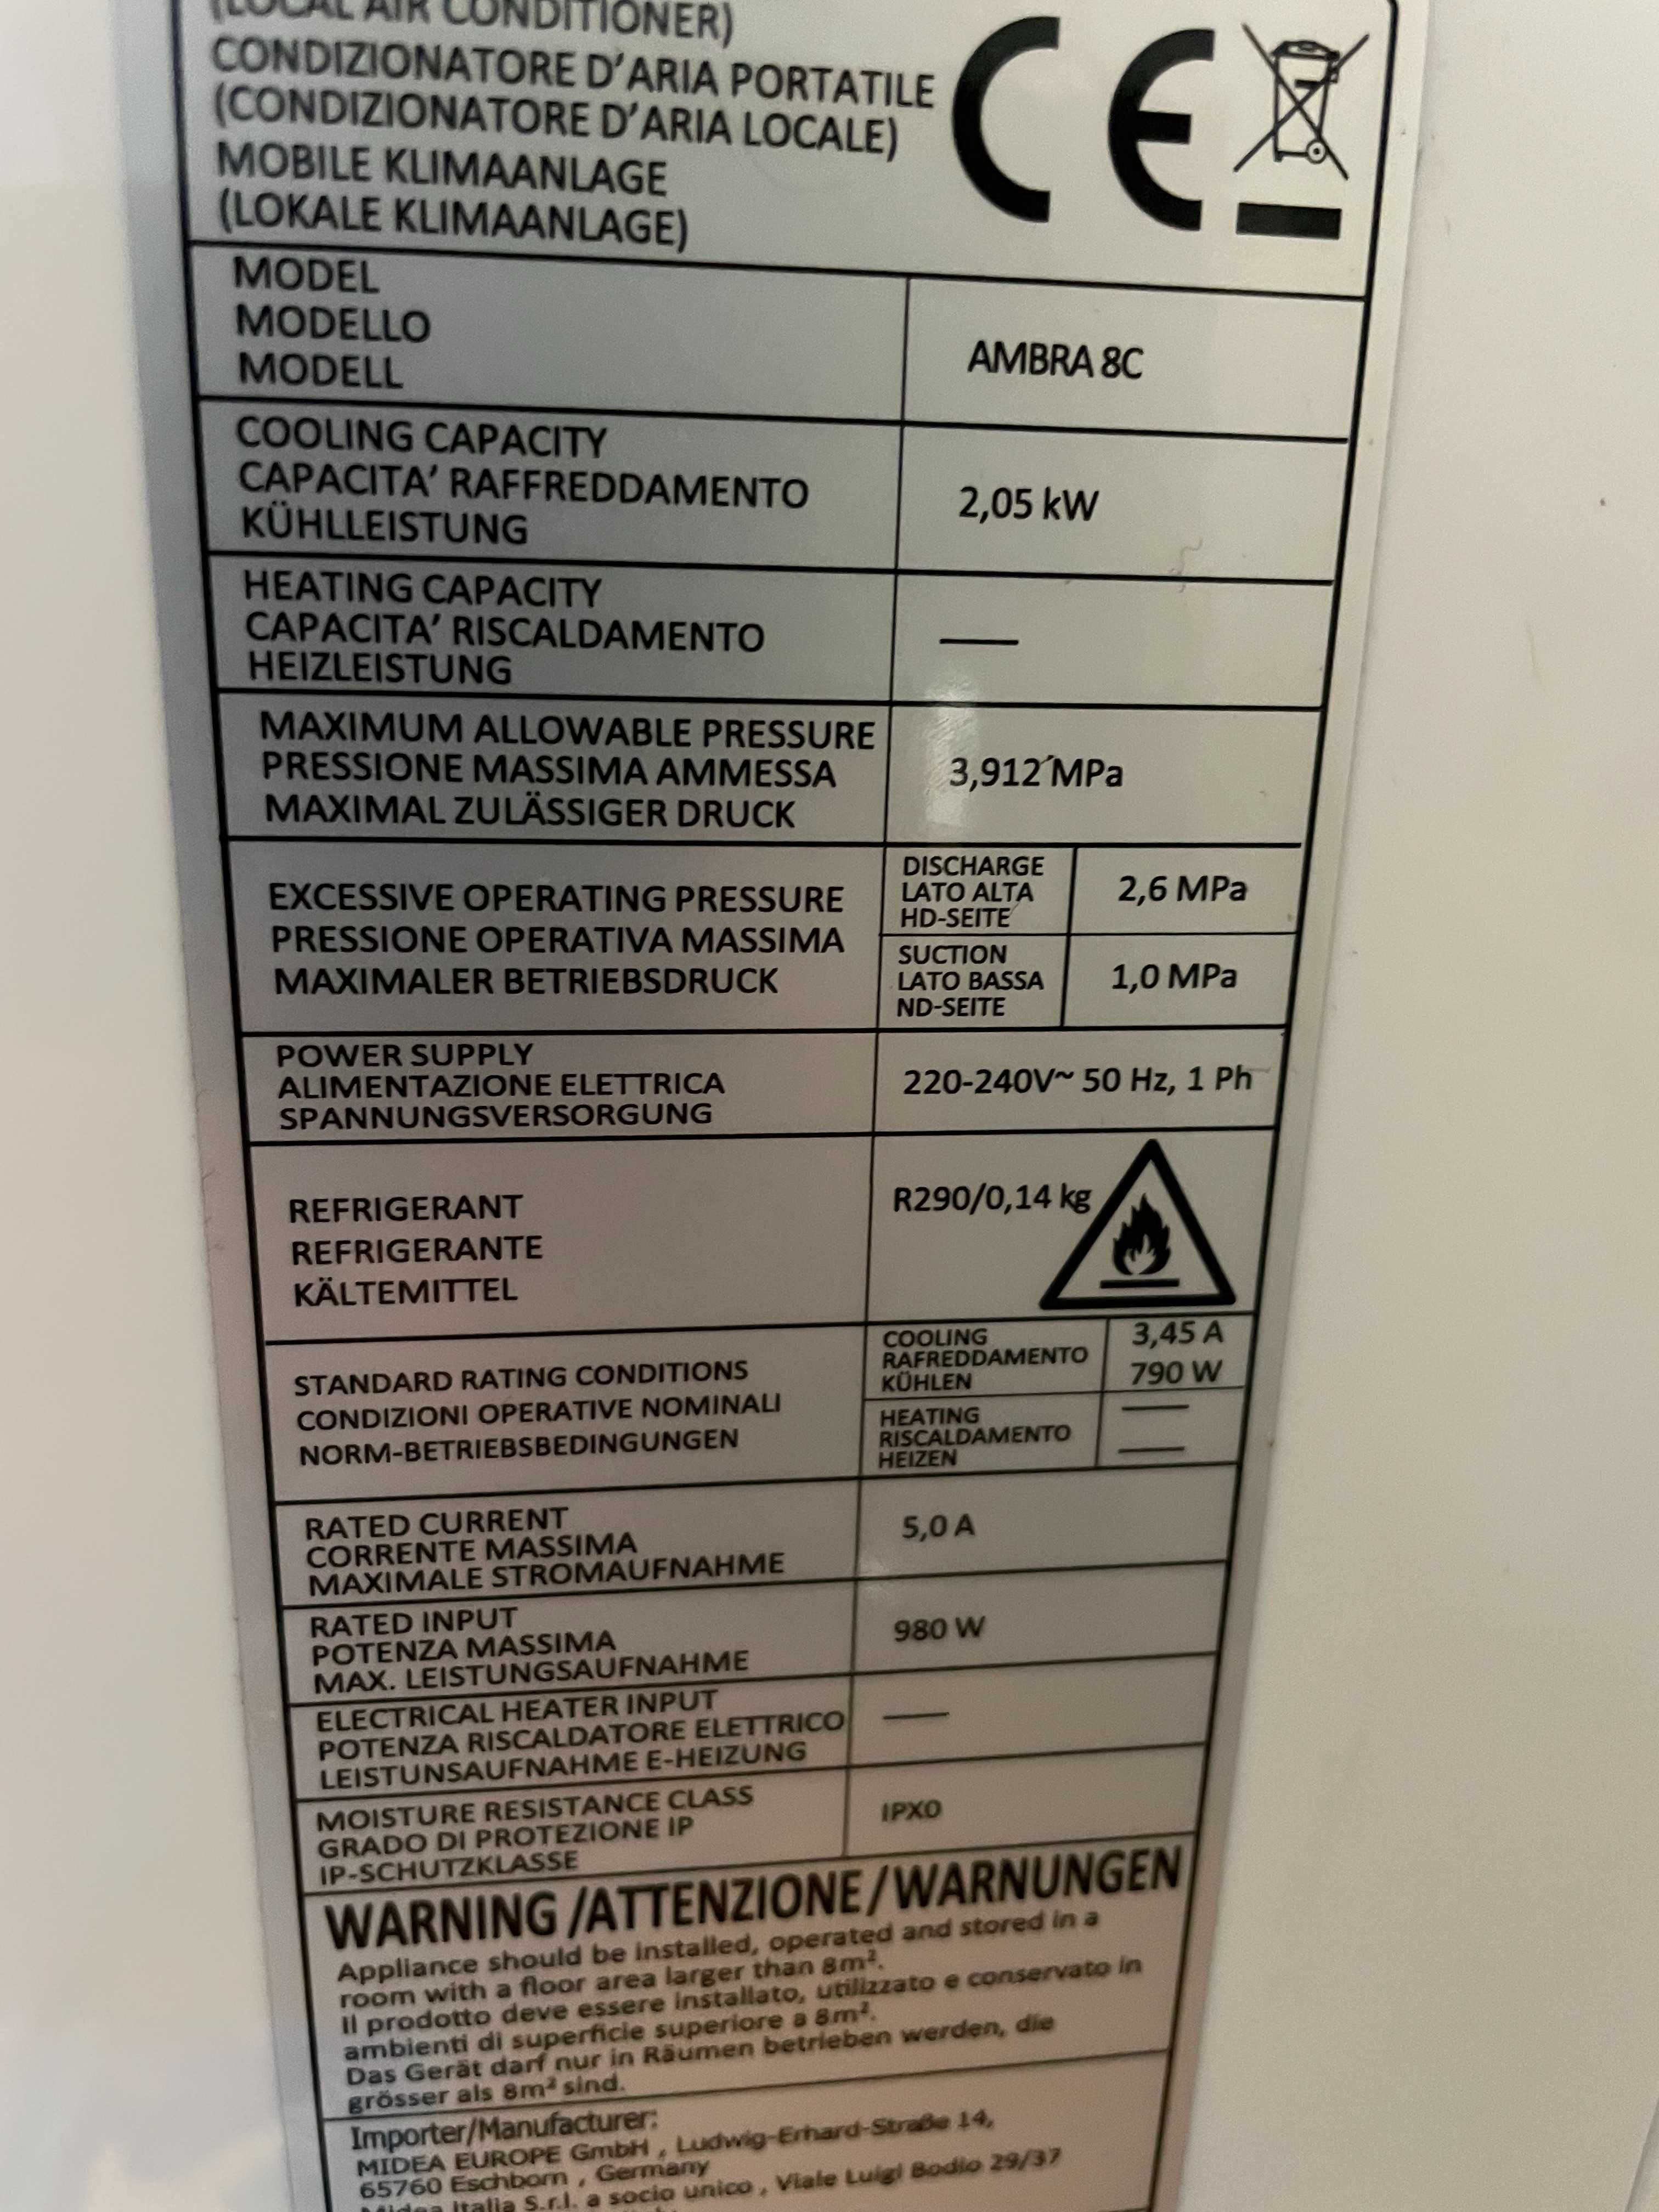 (LOCAL AIR CONDITIONER)
CONDIZIONATORE D'ARIA PORTATILE
(CONDIZIONATORE D'ARIA LOCALE)
MOBILE KLIMAANLAGE
(LOKALE KLIMAANLAGE)
CE
MODEL
MODELLO
MODELL
AMBRA 8C
COOLING CAPACITY
CAPACITA' RAFFREDDAMENTO
KÜHLLEISTUNG
2,05 kW
HEATING CAPACITY
CAPACITA' RISCALDAMENTO
HEIZLEISTUNG
—
MAXIMUM ALLOWABLE PRESSURE
PRESSIONE MASSIMA AMMESSA
MAXIMAL ZULÄSSIGER DRUCK
3,912 MPa
EXCESSIVE OPERATING PRESSURE
PRESSIONE OPERATIVA MASSIMA
MAXIMALER BETRIEBSDRUCK
DISCHARGE
LATO ALTA
HD-SEITE
2,6 MPa
SUCTION
LATO BASSA
ND-SEITE
1,0 MPa
POWER SUPPLY
ALIMENTAZIONE ELETTRICA
SPANNUNGSVERSORGUNG
220-240V~ 50 Hz, 1 Ph
REFRIGERANT
REFRIGERANTE
KÄLTEMITTEL
R290/0,14 kg
STANDARD RATING CONDITIONS
CONDIZIONI OPERATIVE NOMINALI
NORM-BETRIEBSBEDINGUNGEN
COOLING
RAFREDDAMENTO
KÜHLEN
3,45 A
790 W
HEATING
RISCALDAMENTO
HEIZEN
—
—
RATED CURRENT
CORRENTE MASSIMA
MAXIMALE STROMAUFNAHME
5,0 A
RATED INPUT
POTENZA MASSIMA
MAX. LEISTUNGSAUFNAHME
980 W
ELECTRICAL HEATER INPUT
POTENZA RISCALDATORE ELETTRICO
LEISTUNSAUFNAHME E-HEIZUNG
—
MOISTURE RESISTANCE CLASS
GRADO DI PROTEZIONE IP
IP-SCHUTZKLASSE
IPX0
WARNING /ATTENZIONE/WARNUNGEN
Appliance should be installed, operated and stored in a
room with a floor area larger than 8m².
Il prodotto deve essere installato, utilizzato e conservato in
ambienti di superficie superiore a 8m².
Das Gerät darf nur in Räumen betrieben werden, die
grösser als 8m² sind.
Importer/Manufacturer:
MIDEA EUROPE GmbH , Ludwig-Erhard-Straße 14,
65760 Eschborn , Germany
Midea Italia S.r.l. a socio unico , Viale Luigi Bodio 29/37